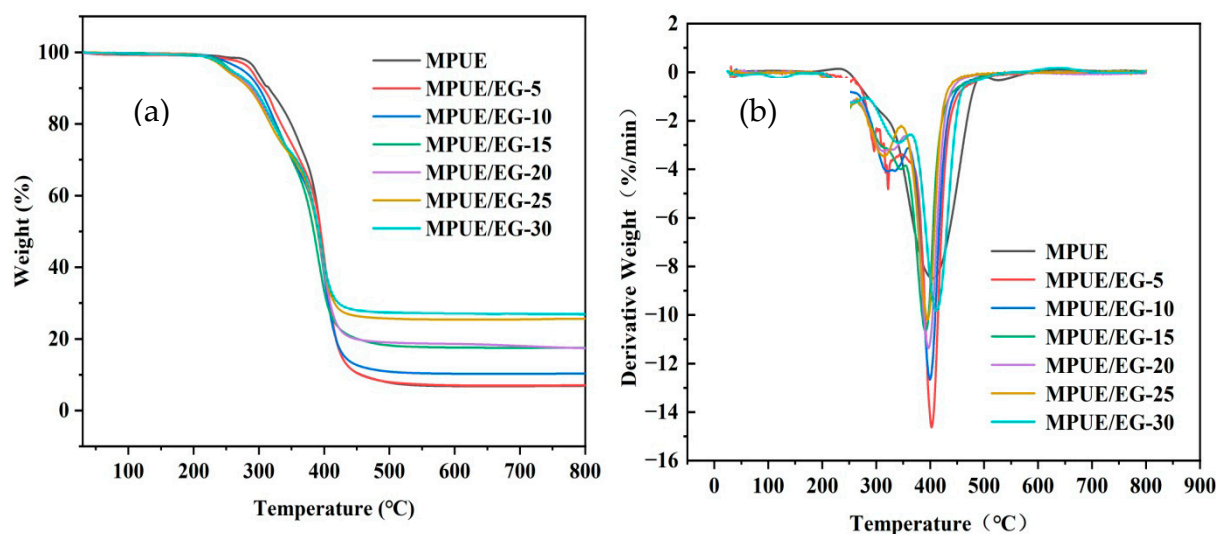 (a)
Weight (%)
100
80
60
40
20
0
MPUE
MPUE/EG-5
MPUE/EG-10
MPUE/EG-15
MPUE/EG-20
MPUE/EG-25
MPUE/EG-30
100 200 300 400 500 600 700 800
Temperature (℃)
(b)
Derivative Weight（%/min）
2
0
−2
−4
−6
−8
−10
−12
−14
−16
MPUE
MPUE/EG-5
MPUE/EG-10
MPUE/EG-15
MPUE/EG-20
MPUE/EG-25
MPUE/EG-30
0 100 200 300 400 500 600 700 800 900
Temperature（℃）